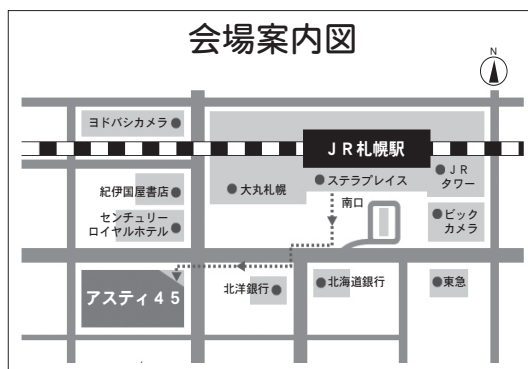 会場案内図
N
ヨドバシカメラ
JR札幌駅
JR
タワー
ステラプレイス
大丸札幌
紀伊国屋書店
南口
センチュリー
ロイヤルホテル
ビック
カメラ
アスティ45
北洋銀行
北海道銀行
東急